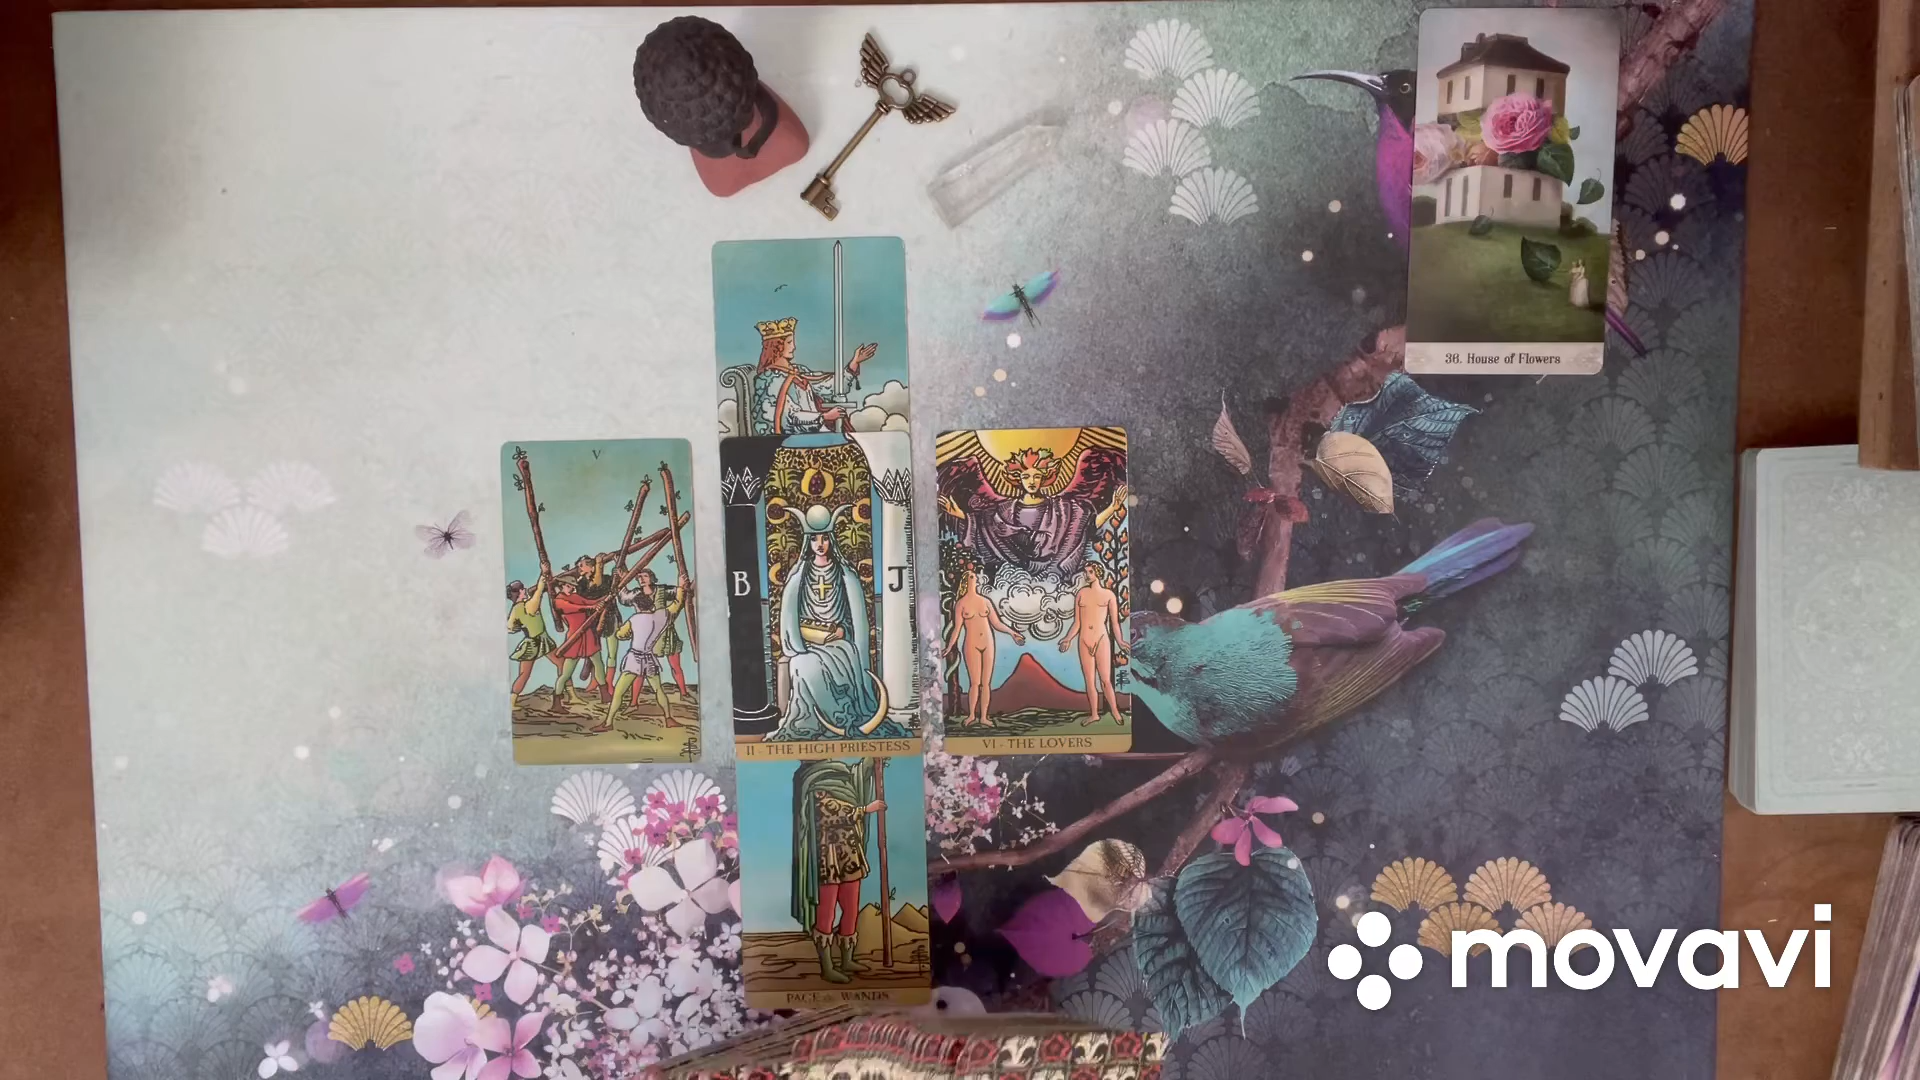 36. House of Flowers
V
B
J
II - THE HIGH PRIESTESS
VI - THE LOVERS
PAGE of WANDS
movavi